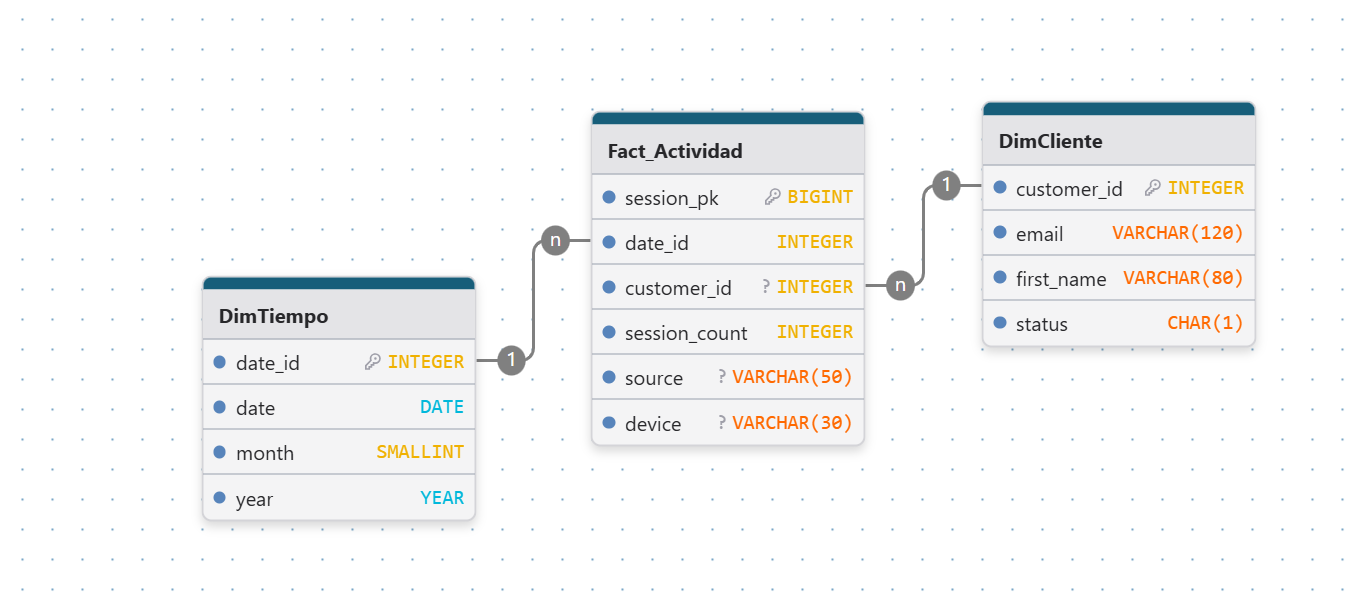 DimTiempo
date_id INTEGER
date DATE
month SMALLINT
year YEAR
1
n
Fact_Actividad
session_pk BIGINT
date_id INTEGER
customer_id ? INTEGER
session_count INTEGER
source ? VARCHAR(50)
device ? VARCHAR(30)
n
1
DimCliente
customer_id INTEGER
email VARCHAR(120)
first_name VARCHAR(80)
status CHAR(1)